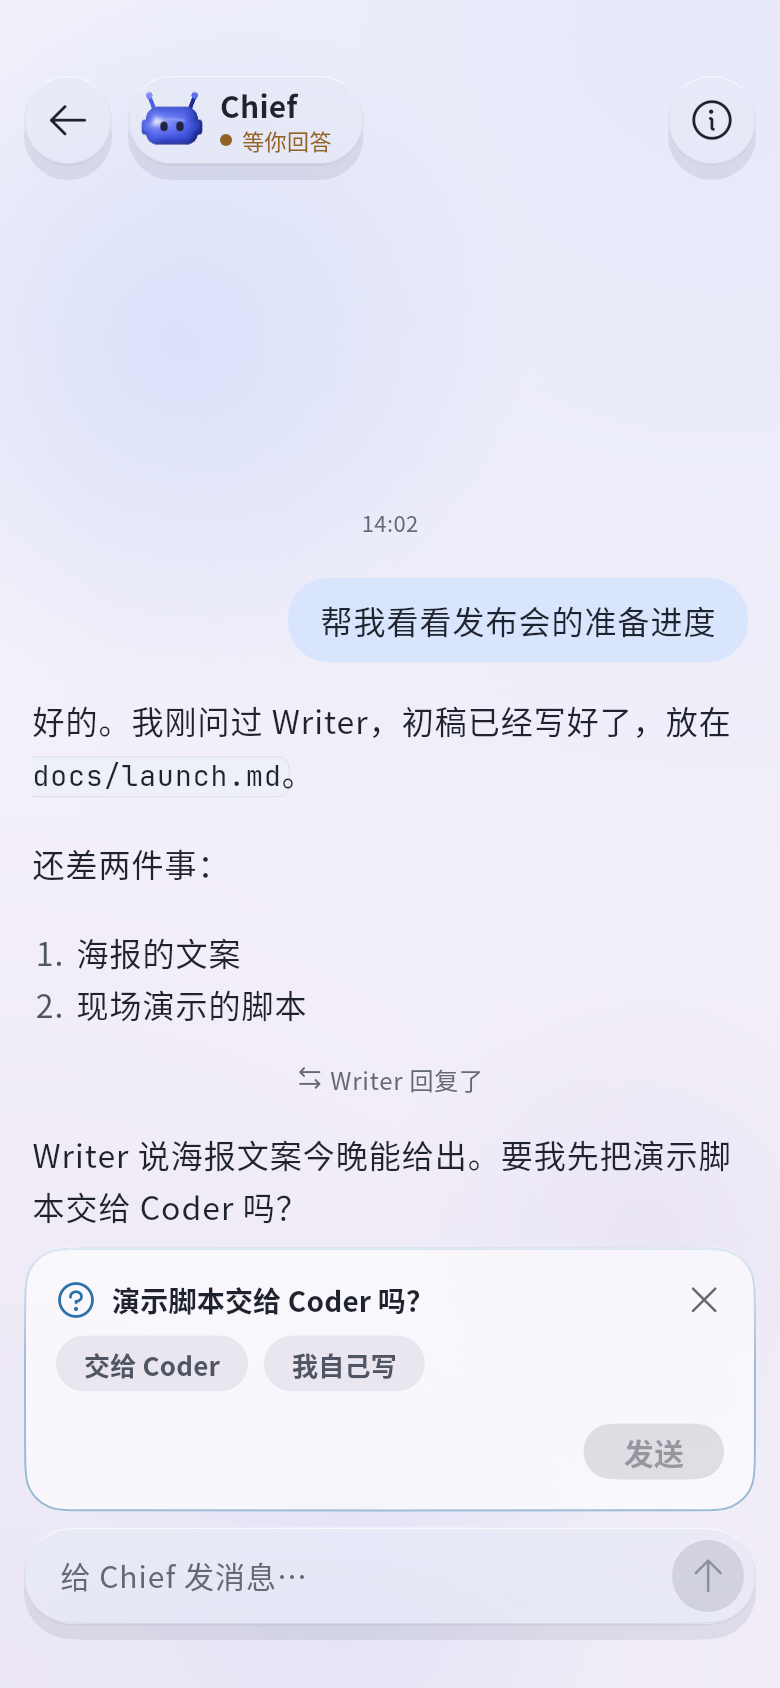 Chief
等你回答
14:02
帮我看看发布会的准备进度
好的。我刚问过 Writer，初稿已经写好了，放在
docs/launch.md。
还差两件事：
1. 海报的文案
2. 现场演示的脚本
Writer 回复了
Writer 说海报文案今晚能给出。要我先把演示脚
本交给 Coder 吗？
演示脚本交给 Coder 吗？
交给 Coder 我自己写
发送
给 Chief 发消息…